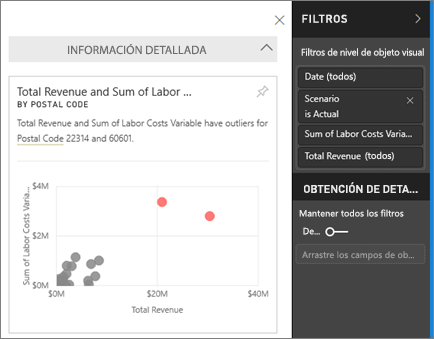 INFORMACIÓN DETALLADA
Total Revenue and Sum of Labor ...
BY POSTAL CODE
Total Revenue and Sum of Labor Costs Variable have outliers for
Postal Code 22314 and 60601.
Sum of Labor Costs Varia...
$4M
$2M
$0M
$0M
$20M
$40M
Total Revenue
FILTROS
Filtros de nivel de objeto visual
Date (todos)
Scenario
is Actual
Sum of Labor Costs Varia...
Total Revenue (todos)
OBTENCIÓN DE DETA...
Mantener todos los filtros
De...
Arrastre los campos de ob...